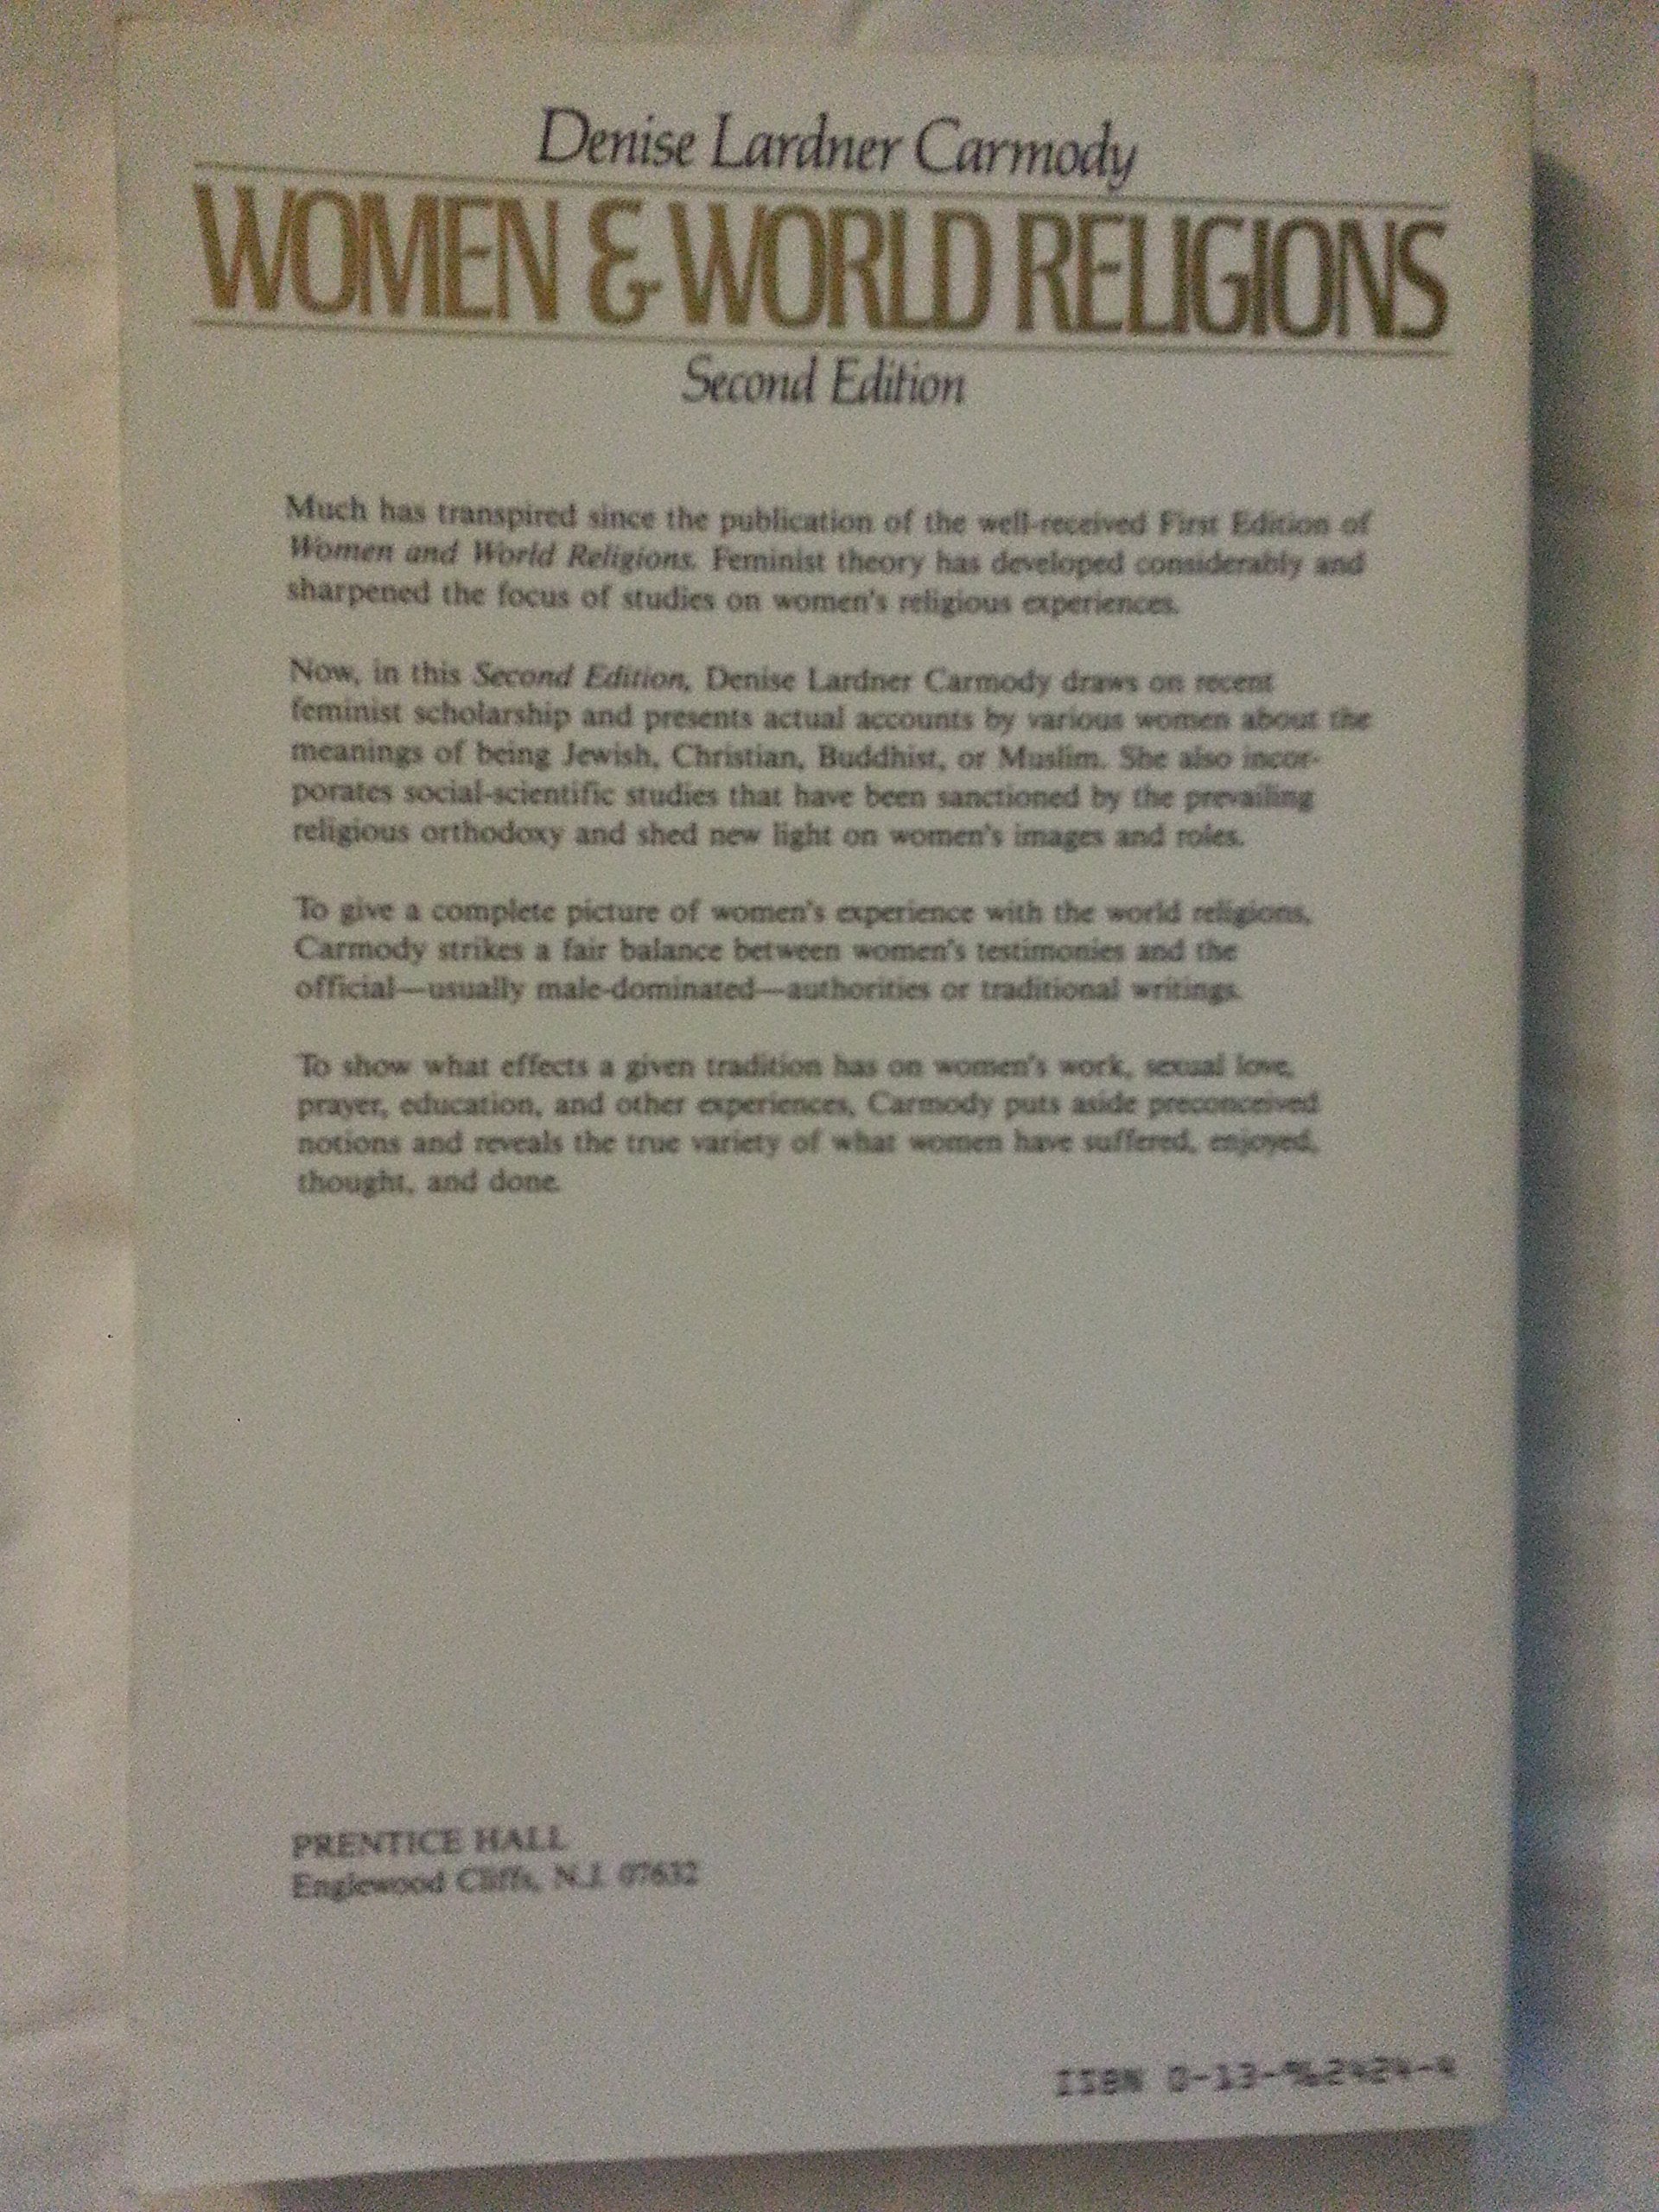 Denise Lardner Carmody
WOMEN & WORLD RELIGIONS
Second Edition
Much has transpired since the publication of the well-received First Edition of
Women and World Religions. Feminist theory has developed considerably and
sharpened the focus of studies on women's religious experiences.
Now, in this Second Edition, Denise Lardner Carmody draws on recent
feminist scholarship and presents actual accounts by various women about the
meanings of being Jewish, Christian, Buddhist, or Muslim. She also incor-
porates social-scientific studies that have been sanctioned by the prevailing
religious orthodoxy and shed new light on women's images and roles.
To give a complete picture of women's experience with the world religions,
Carmody strikes a fair balance between women's testimonies and the
official—usually male-dominated—authorities or traditional writings.
To show what effects a given tradition has on women's work, sexual love,
prayer, education, and other experiences, Carmody puts aside preconceived
notions and reveals the true variety of what women have suffered, enjoyed,
thought, and done.
PRENTICE HALL
Englewood Cliffs, N.J. 07632
ISBN